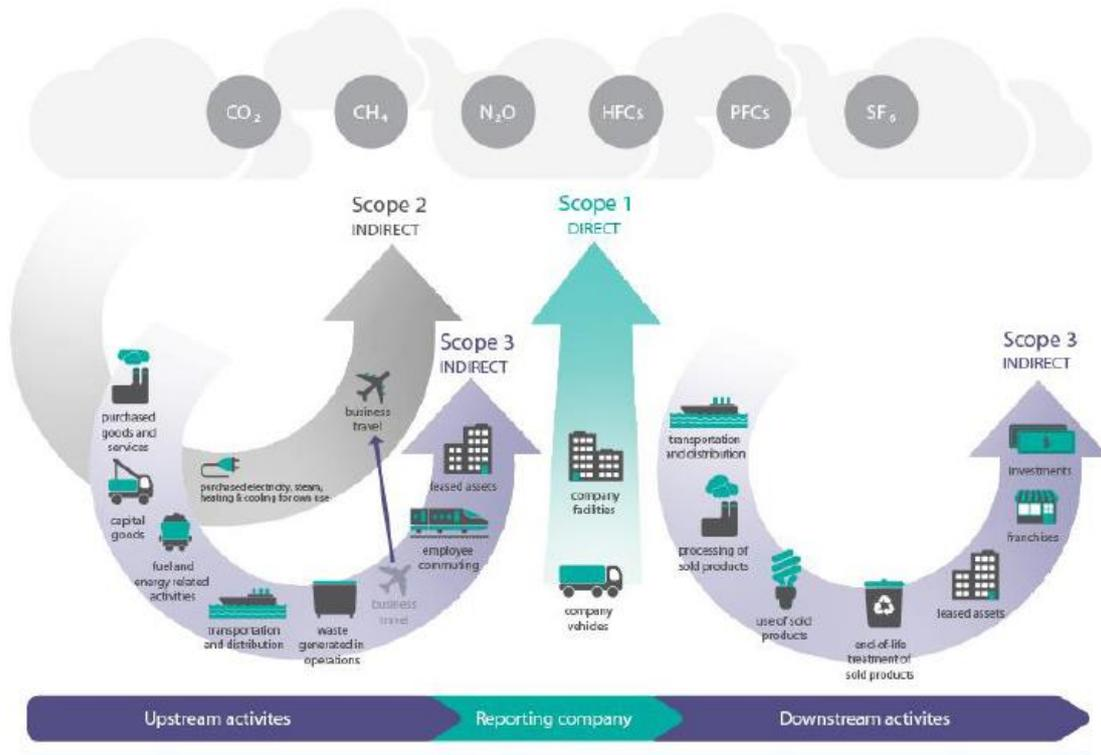 CO₂
CH₄
N₂O
HFCs
PFCs
SF₆
Scope 2
INDIRECT
Scope 1
DIRECT
Scope 3
INDIRECT
Scope 3
INDIRECT
purchased
goods and
services
capital
goods
fuel and
energy related
activities
transportation
and distribution
waste
generated in
operations
business
travel
business
travel
purchased electricity, steam,
heating & cooling for own use
employee
commuting
leased assets
company
facilities
company
vehicles
transportation
and distribution
processing of
sold products
use of sold
products
end-of-life
treatment of
sold products
leased assets
franchises
investments
Upstream activites
Reporting company
Downstream activites